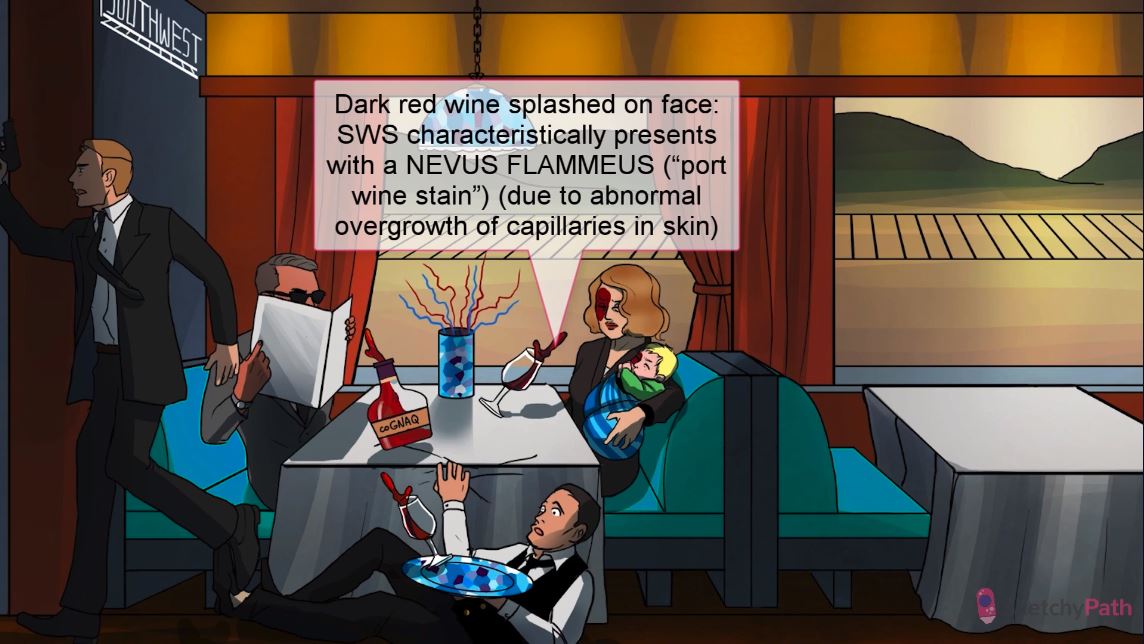 SOUTHWEST
Dark red wine splashed on face:
SWS characteristically presents
with a NEVUS FLAMMEUS (“port
wine stain”) (due to abnormal
overgrowth of capillaries in skin)
coGNAQ
etchyPath